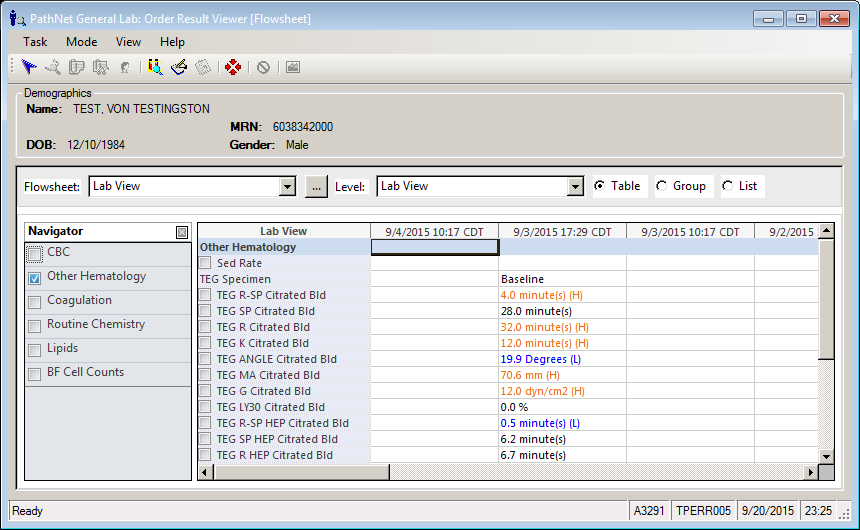 PathNet General Lab: Order Result Viewer [Flowsheet]
Task Mode View Help
Demographics
Name: TEST, VON TESTINGSTON
MRN: 6038342000
DOB: 12/10/1984 Gender: Male
Flowsheet: Lab View ... Level: Lab View Table Group List
Navigator
CBC
Other Hematology
Coagulation
Routine Chemistry
Lipids
BF Cell Counts
Lab View 9/4/2015 10:17 CDT 9/3/2015 17:29 CDT 9/3/2015 10:17 CDT 9/2/2015
Other Hematology
Sed Rate
TEG Specimen Baseline
TEG R-SP Citrated Bld 4.0 minute(s) (H)
TEG SP Citrated Bld 28.0 minute(s)
TEG R Citrated Bld 32.0 minute(s) (H)
TEG K Citrated Bld 12.0 minute(s) (H)
TEG ANGLE Citrated Bld 19.9 Degrees (L)
TEG MA Citrated Bld 70.6 mm (H)
TEG G Citrated Bld 12.0 dyn/cm2 (H)
TEG LY30 Citrated Bld 0.0 %
TEG R-SP HEP Citrated Bld 0.5 minute(s) (L)
TEG SP HEP Citrated Bld 6.2 minute(s)
TEG R HEP Citrated Bld 6.7 minute(s)
Ready A3291 TPERR005 9/20/2015 23:25